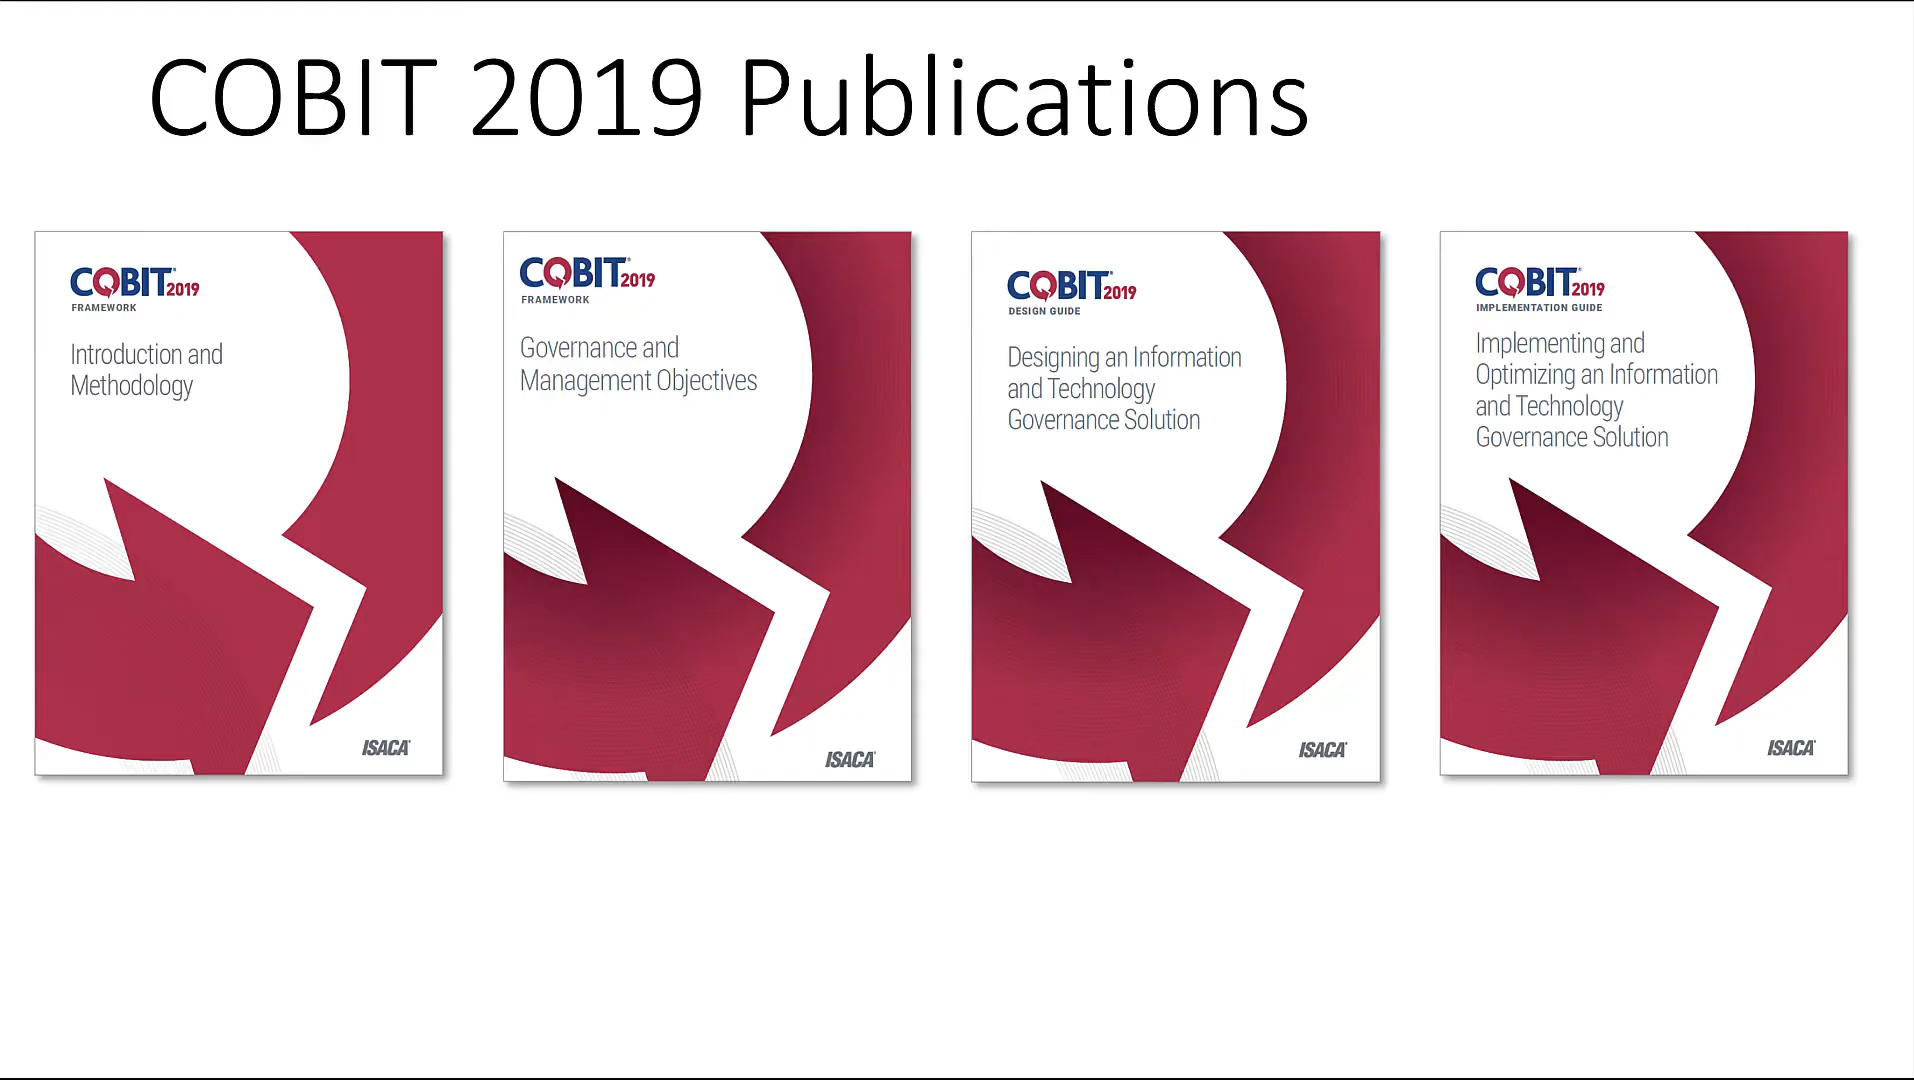 COBIT 2019 Publications
COBIT® 2019
FRAMEWORK
Introduction and
Methodology
ISACA®
COBIT® 2019
FRAMEWORK
Governance and
Management Objectives
ISACA®
COBIT® 2019
DESIGN GUIDE
Designing an Information
and Technology
Governance Solution
ISACA®
COBIT® 2019
IMPLEMENTATION GUIDE
Implementing and
Optimizing an Information
and Technology
Governance Solution
ISACA®